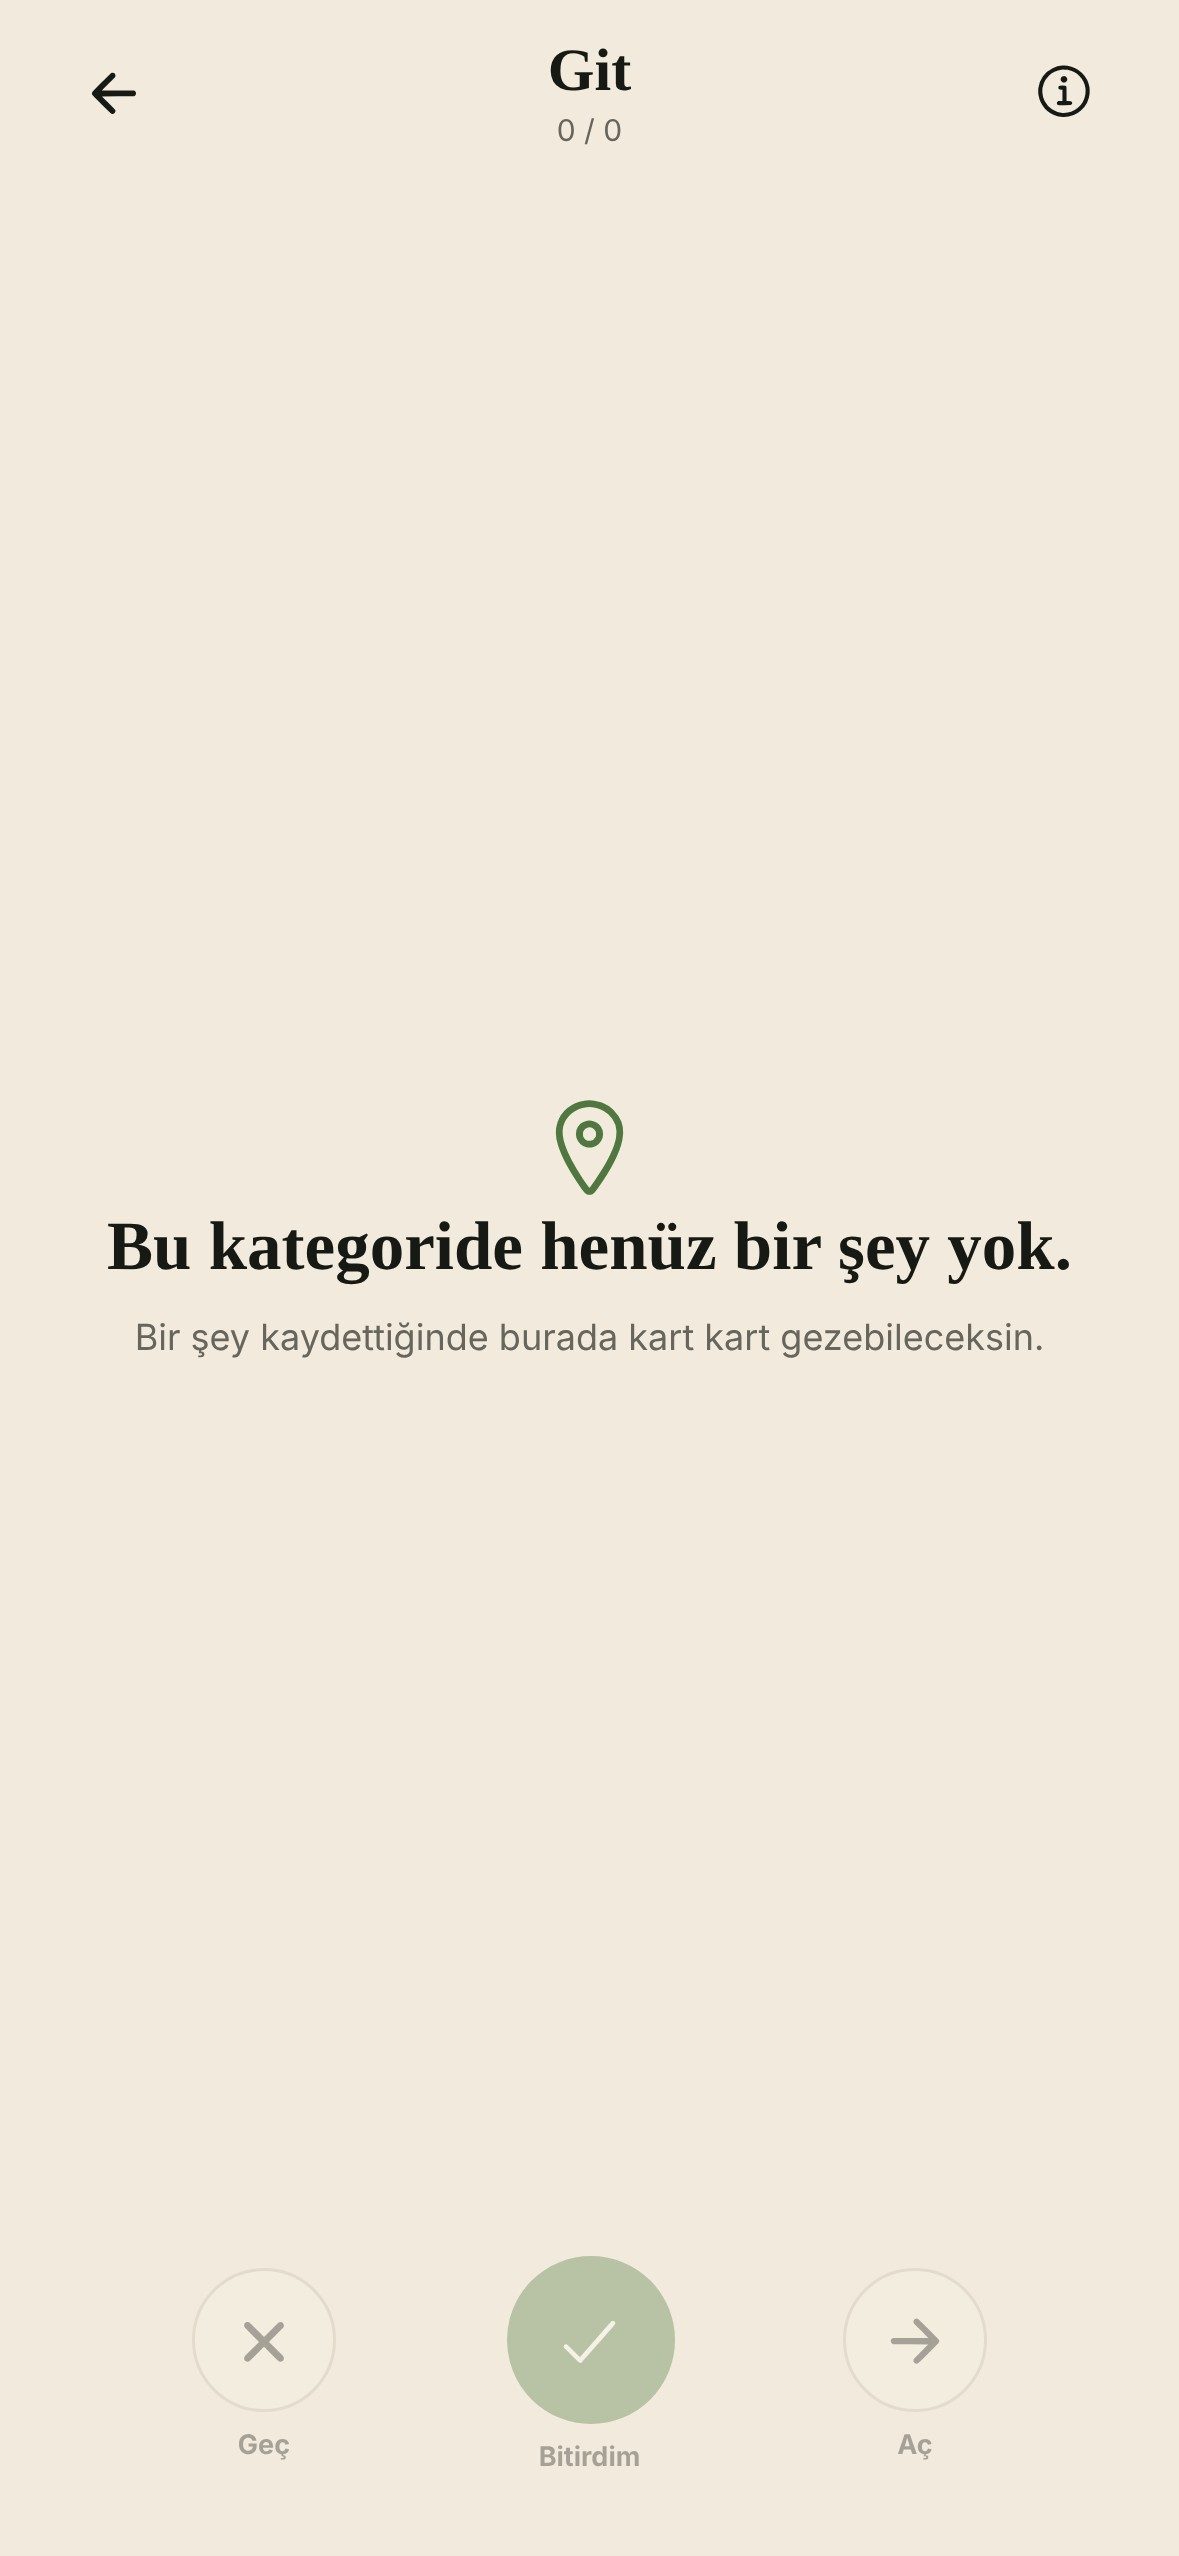 Git
0 / 0
Bu kategoride henüz bir şey yok.
Bir şey kaydettiğinde burada kart kart gezebileceksin.
Geç
Bitirdim
Aç